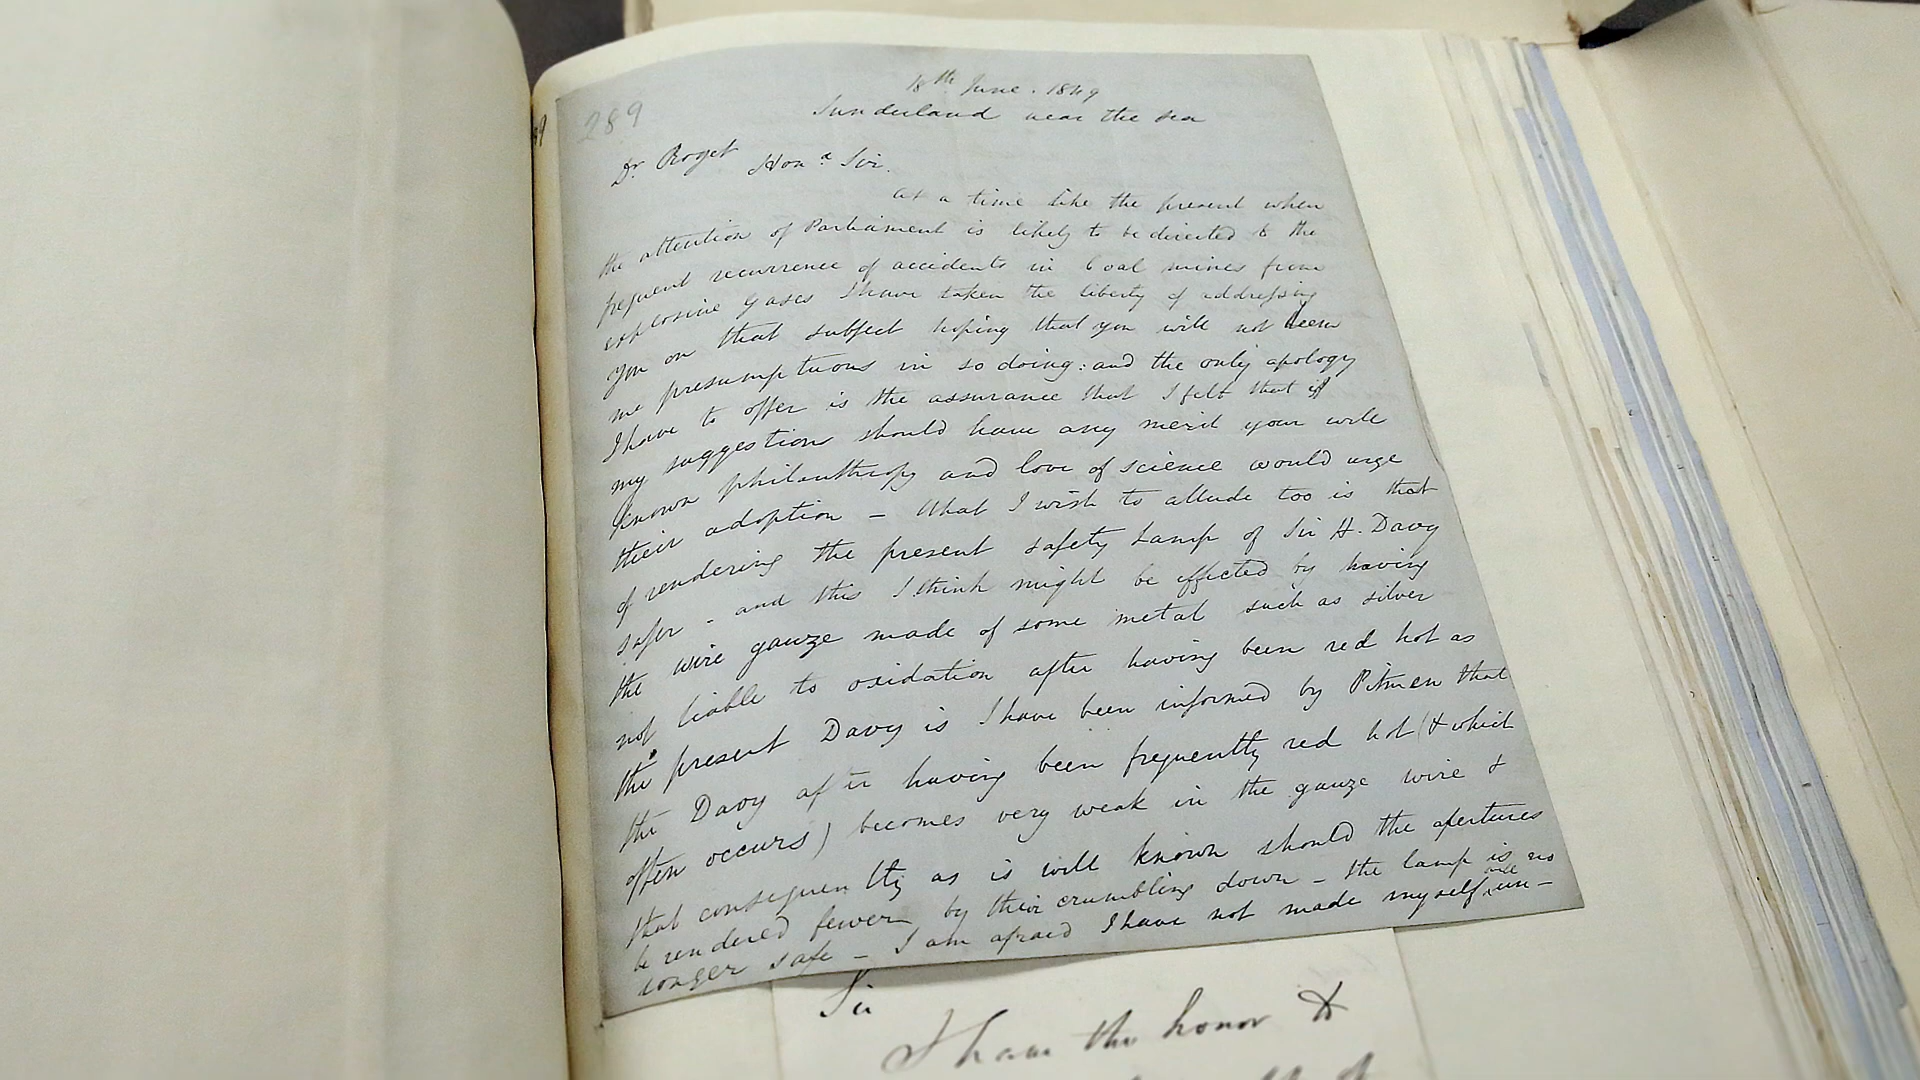 289
18th June. 1849
Sunderland near the sea
Dr. Roget Hond. Sir.
At a time like the present when
the attention of Parliament is likely to be directed to the
frequent recurrence of accidents in Coal mines from
explosive gases I have taken the liberty of addressing
you on that subject hoping that you will not deem
me presumptuous in so doing: and the only apology
I have to offer is the assurance that I felt that if
my suggestion should have any merit your well
known philanthropy and love of science would urge
their adoption – What I wish to allude too is that
of rendering the present safety Lamp of Sir H. Davy
safer – and this I think might be effected by having
the wire gauze made of some metal such as silver
not liable to oxidation after having been red hot as
the present Davy is I have been informed by Pitmen that
the Davy after having been frequently red hot (& which
often occurs) becomes very weak in the gauze wire &
that consequently as is well known should the apertures
be rendered fewer by their crumbling down – the lamp is no
longer safe – I am afraid I have not made myself un-
Sir
I have the honor